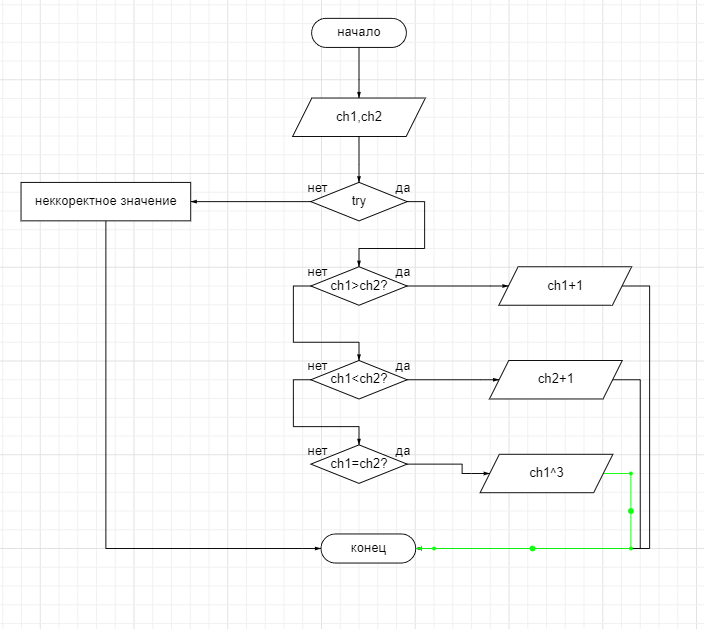 начало
ch1,ch2
нет
да
неккоректное значение
try
нет
да
ch1>ch2?
ch1+1
нет
да
ch1<ch2?
ch2+1
нет
да
ch1=ch2?
ch1^3
конец